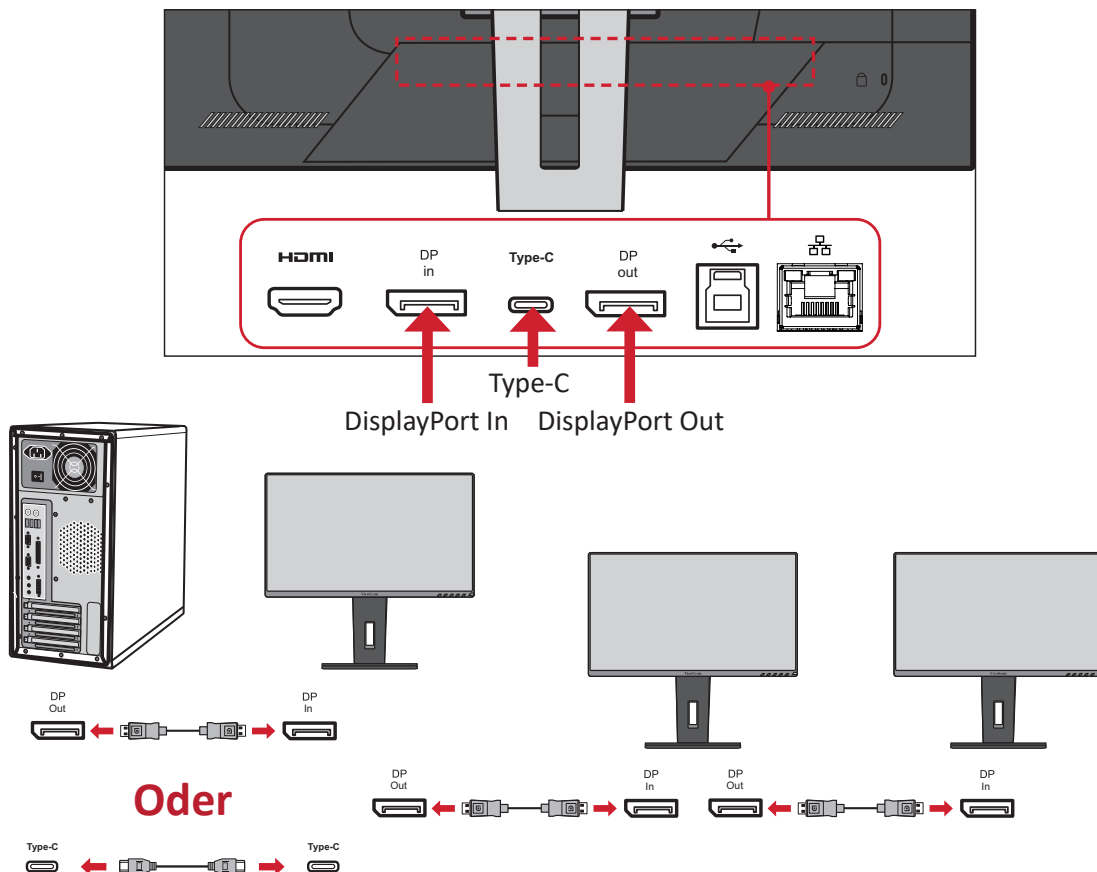 HDMI
DP
in
Type-C
DP
out
Type-C
DisplayPort In
DisplayPort Out
DP
Out
DP
In
DP
Out
DP
In
DP
Out
DP
In
Oder
Type-C
Type-C